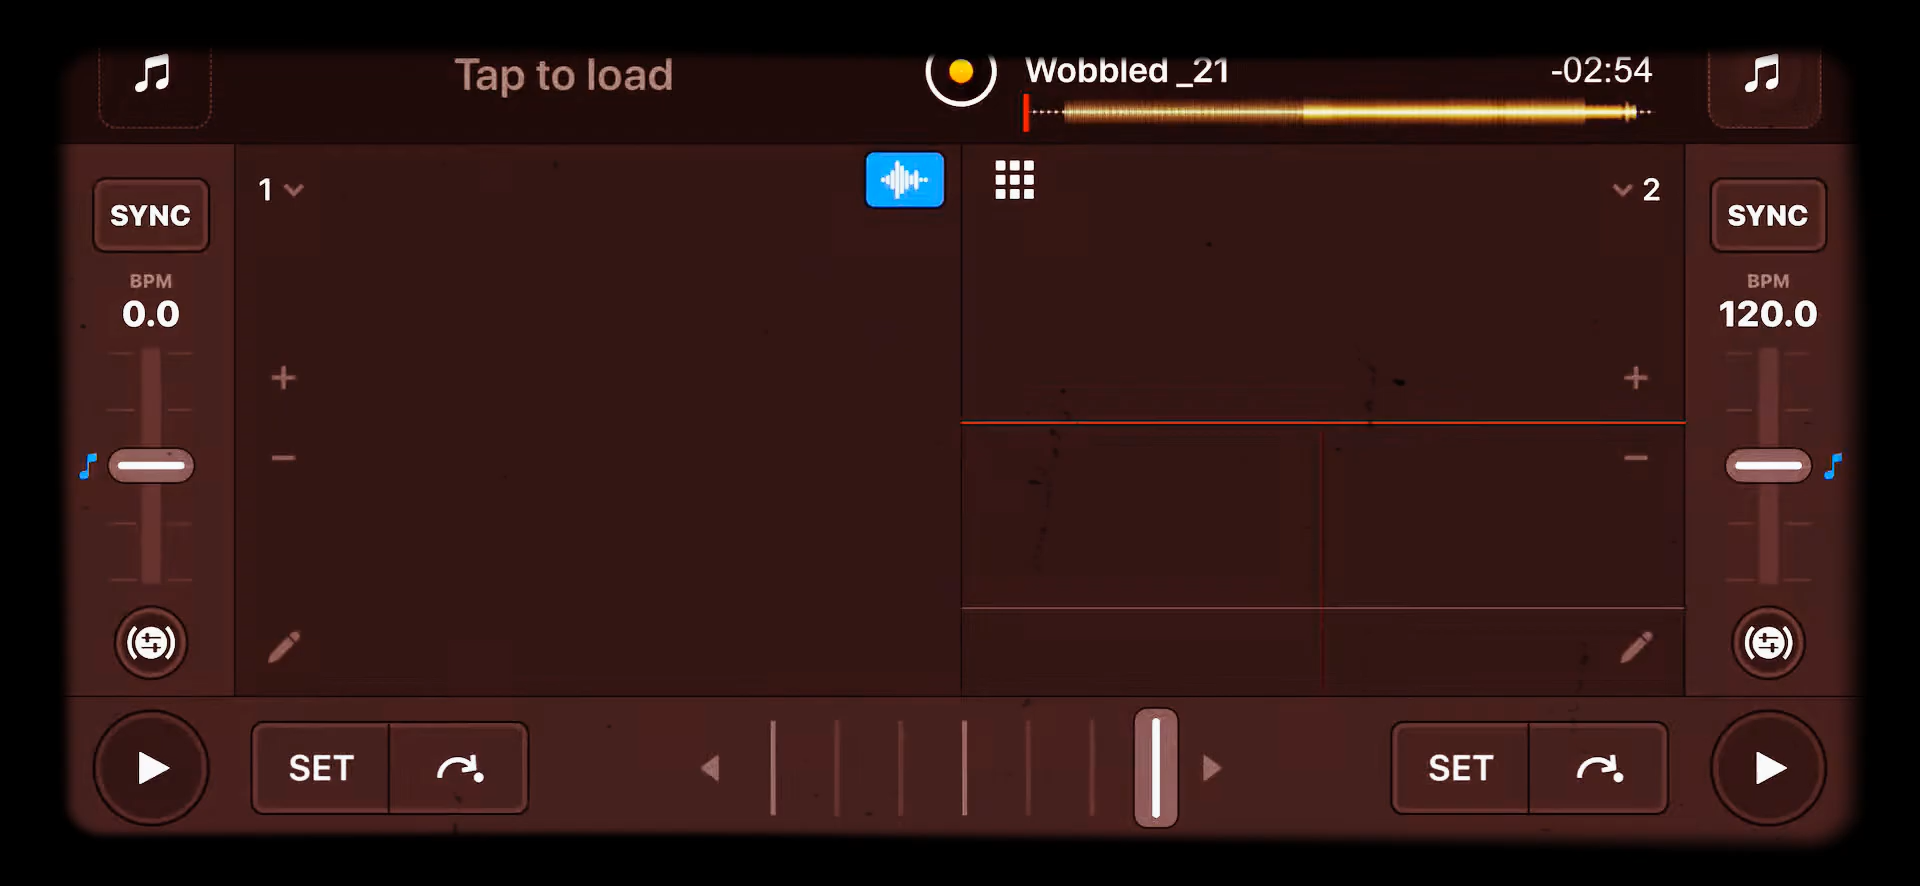 Tap to load
Wobbled _21 -02:54
1
2
SYNC
SYNC
BPM
0.0
BPM
120.0
SET
SET